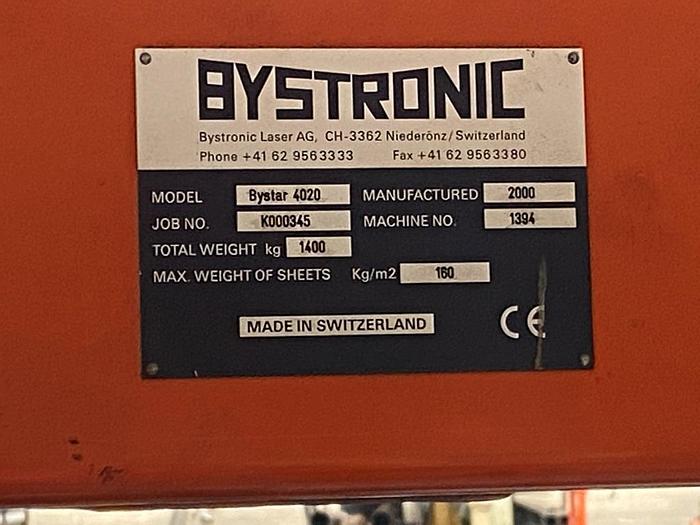 BYSTRONIC
Bystronic Laser AG, CH-3362 Niederönz/Switzerland
Phone +41 62 9563333 Fax +41 62 9563380
MODEL Bystar 4020 MANUFACTURED 2000
JOB NO. K000345 MACHINE NO. 1394
TOTAL WEIGHT kg 1400
MAX. WEIGHT OF SHEETS Kg/m2 160
MADE IN SWITZERLAND CE